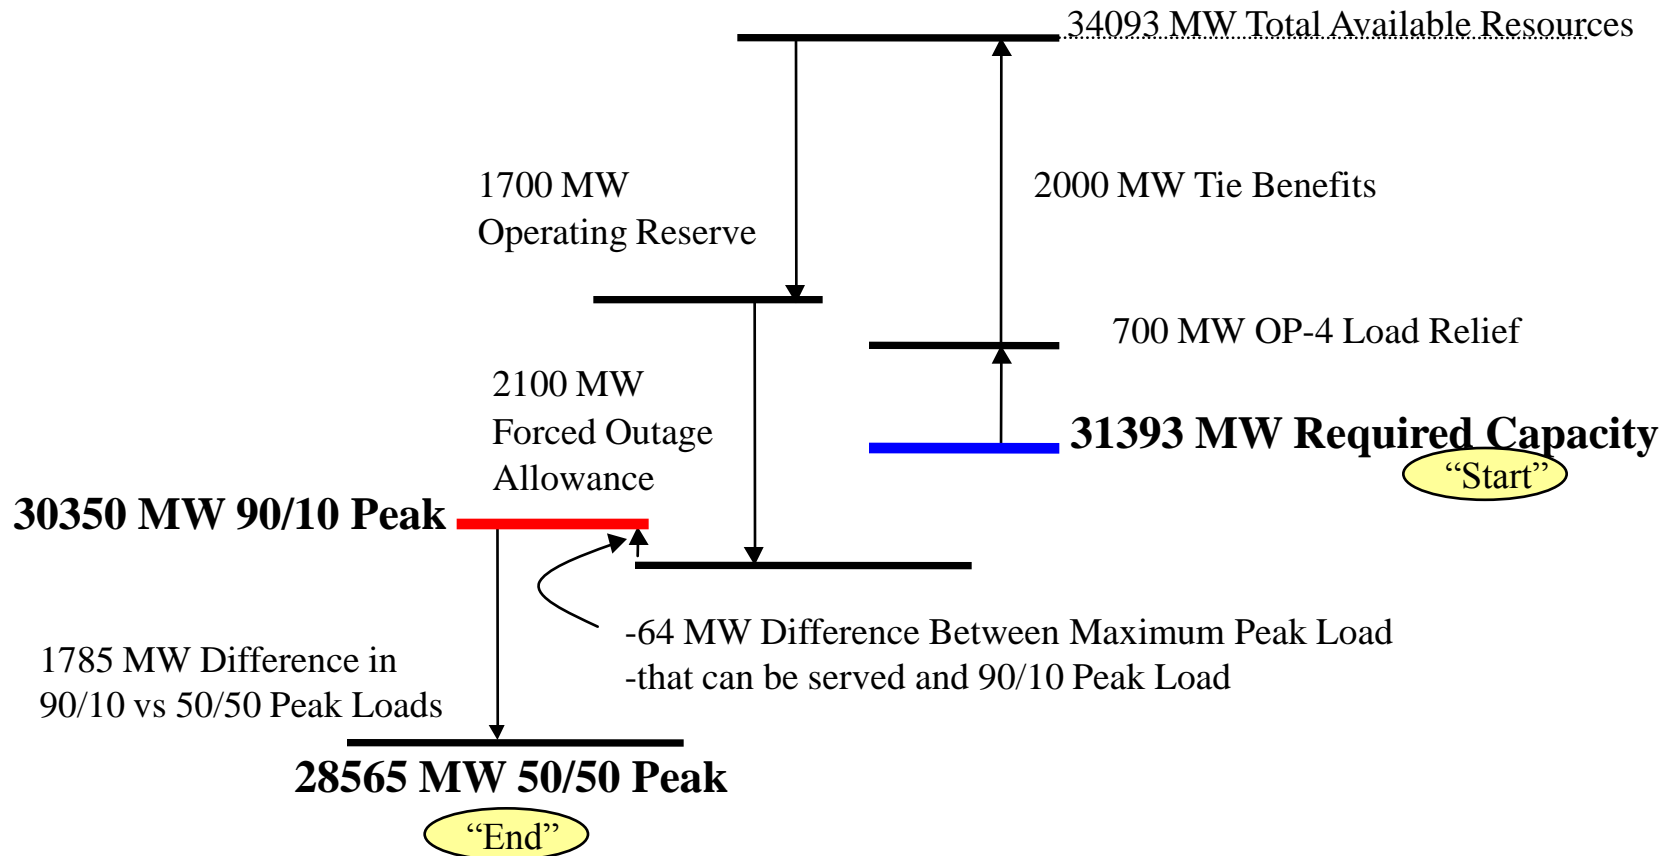 34093 MW Total Available Resources
1700 MW
Operating Reserve
2000 MW Tie Benefits
700 MW OP-4 Load Relief
2100 MW
Forced Outage
Allowance
31393 MW Required Capacity
“Start”
30350 MW 90/10 Peak
-64 MW Difference Between Maximum Peak Load
-that can be served and 90/10 Peak Load
1785 MW Difference in
90/10 vs 50/50 Peak Loads
28565 MW 50/50 Peak
“End”